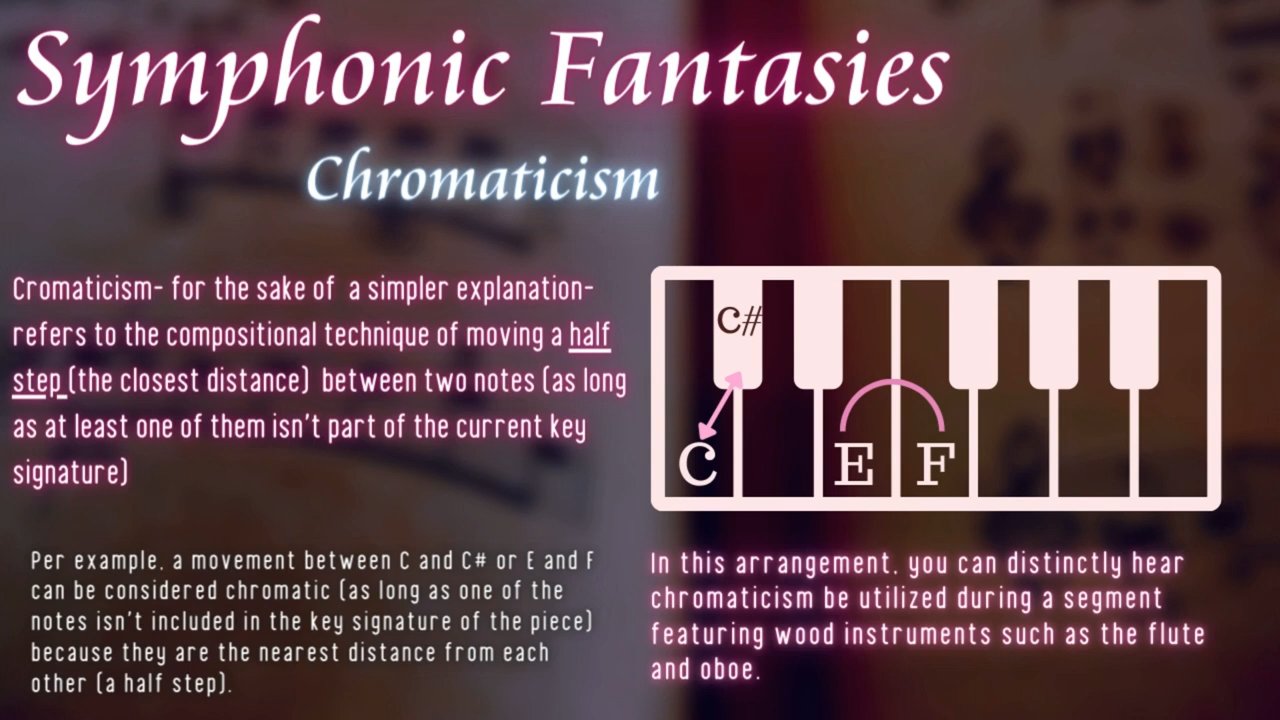 Symphonic Fantasies
Chromaticism
Cromaticism- for the sake of a simpler explanation-
refers to the compositional technique of moving a half
step (the closest distance) between two notes (as long
as at least one of them isn't part of the current key
signature)
C#
C
E
F
Per example, a movement between C and C# or E and F
can be considered chromatic (as long as one of the
notes isn't included in the key signature of the piece)
because they are the nearest distance from each
other (a half step).
In this arrangement, you can distinctly hear
chromaticism be utilized during a segment
featuring wood instruments such as the flute
and oboe.